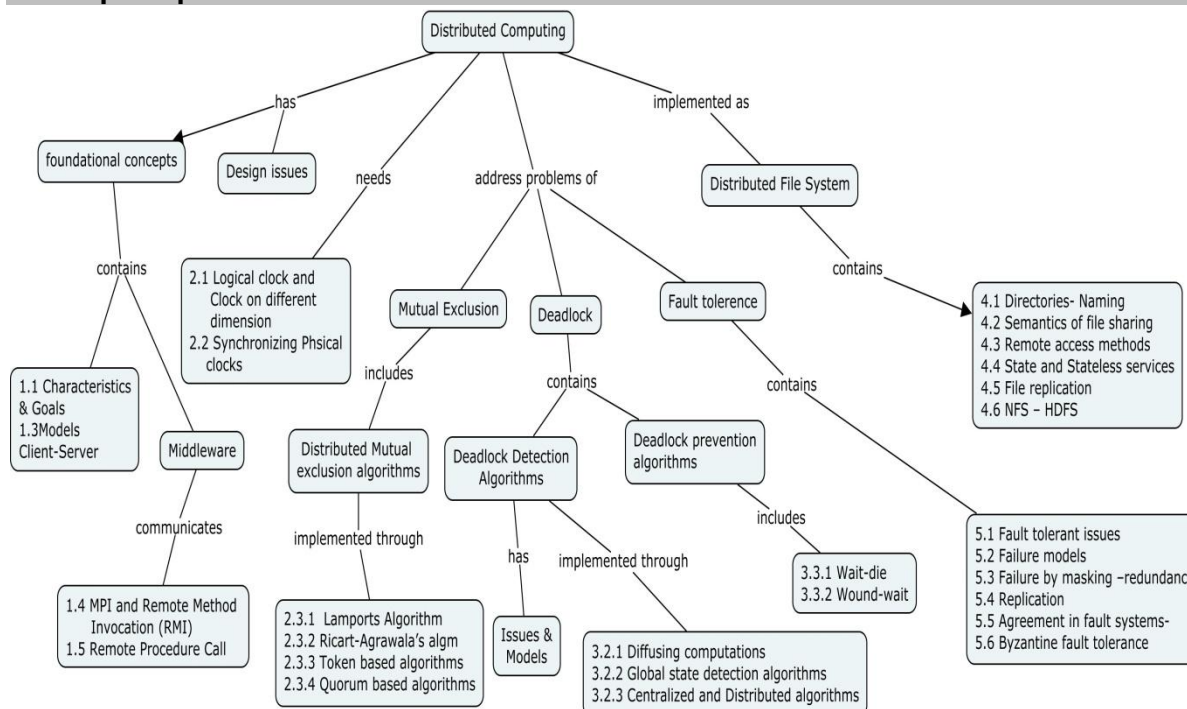 Distributed Computing
has
implemented as
foundational concepts
Design issues
needs
address problems of
Distributed File System
contains
contains
2.1 Logical clock and
Clock on different
dimension
2.2 Synchronizing Phsical
clocks
Mutual Exclusion
Deadlock
Fault tolerence
4.1 Directories- Naming
4.2 Semantics of file sharing
4.3 Remote access methods
4.4 State and Stateless services
4.5 File replication
4.6 NFS – HDFS
includes
contains
contains
1.1 Characteristics
& Goals
1.3Models
Client-Server
Middleware
Distributed Mutual
exclusion algorithms
Deadlock Detection
Algorithms
Deadlock prevention
algorithms
communicates
implemented through
has
implemented through
includes
5.1 Fault tolerant issues
5.2 Failure models
5.3 Failure by masking –redundanc
5.4 Replication
5.5 Agreement in fault systems-
5.6 Byzantine fault tolerance
3.3.1 Wait-die
3.3.2 Wound-wait
1.4 MPI and Remote Method
Invocation (RMI)
1.5 Remote Procedure Call
2.3.1 Lamports Algorithm
2.3.2 Ricart-Agrawala's algm
2.3.3 Token based algorithms
2.3.4 Quorum based algorithms
Issues &
Models
3.2.1 Diffusing computations
3.2.2 Global state detection algorithms
3.2.3 Centralized and Distributed algorithms